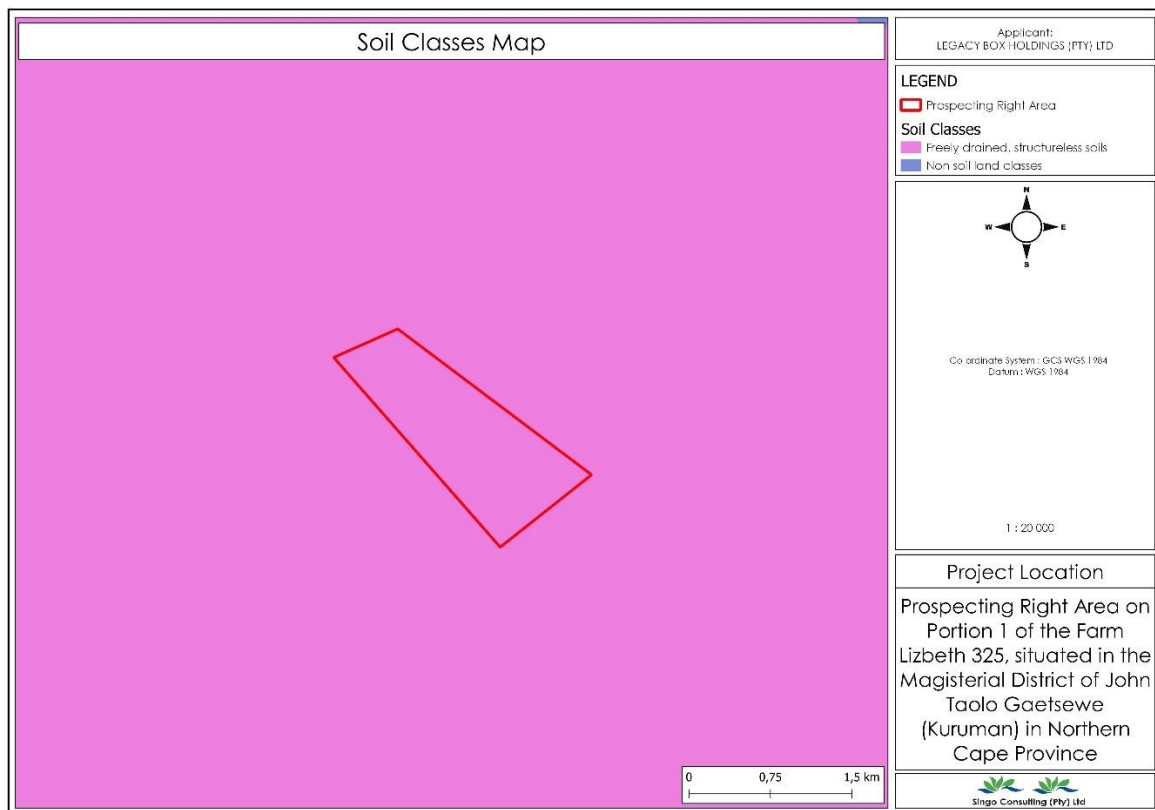 Soil Classes Map
0 0,75 1,5 km
Applicant:
LEGACY BOX HOLDINGS (PTY) LTD
LEGEND
Prospecting Right Area
Soil Classes
Freely drained, structureless soils
Non soil land classes
N
W E
S
Co ordinate System : GCS WGS 1984
Datum : WGS 1984
1 : 20 000
Project Location
Prospecting Right Area on
Portion 1 of the Farm
Lizbeth 325, situated in the
Magisterial District of John
Taolo Gaetsewe
(Kuruman) in Northern
Cape Province
Singo Consulting (Pty) Ltd